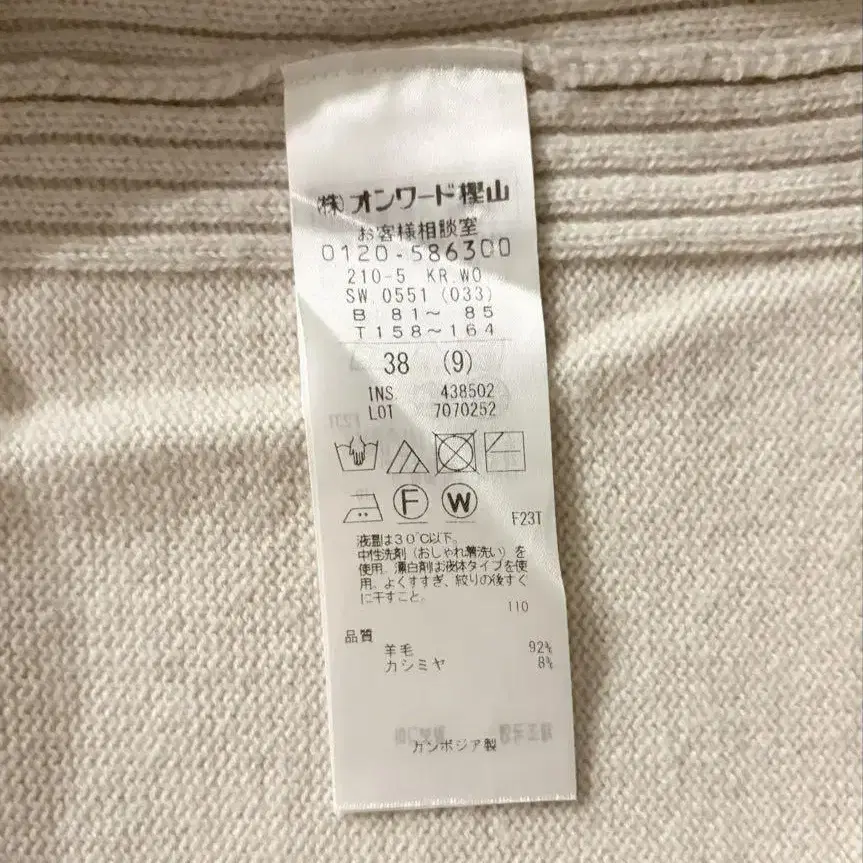 ㈱オンワード樫山
お客様相談室
0120-586300
210-5 KR.WO
SW 0551 (033)
B 81～ 85
T158～164
38 (9)
INS 438502
LOT 7070252
F W
F23T
液温は30℃以下。
中性洗剤（おしゃれ着洗い）を
使用。漂白剤は液体タイプを使
用。よくすすぎ、絞りの後すぐ
に干すこと。
110
品質
羊毛 92%
カシミヤ 8%
カンボジア製